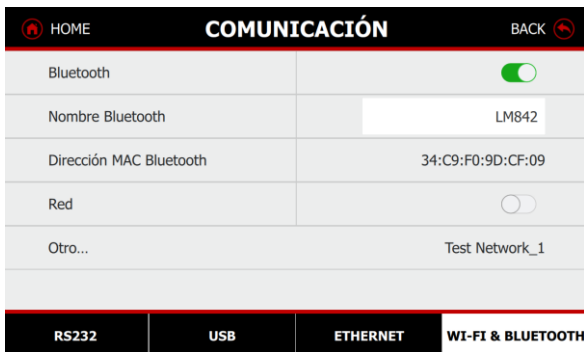 HOME COMUNICACIÓN BACK
Bluetooth
Nombre Bluetooth LM842
Dirección MAC Bluetooth 34:C9:F0:9D:CF:09
Red
Otro... Test Network_1
RS232 USB ETHERNET WI-FI & BLUETOOTH